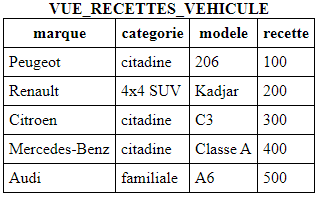 VUE_RECETTES_VEHICULE
marque categorie modele recette
Peugeot citadine 206 100
Renault 4x4 SUV Kadjar 200
Citroen citadine C3 300
Mercedes-Benz citadine Classe A 400
Audi familiale A6 500